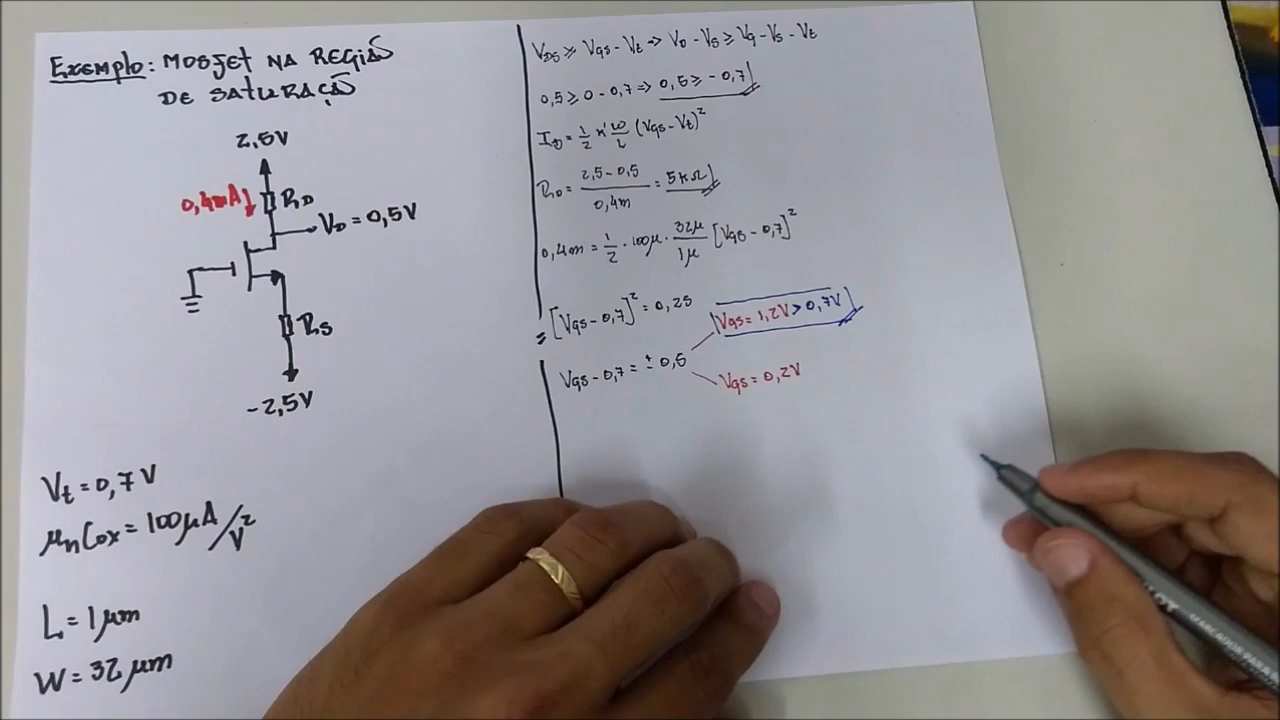 Exemplo: MOSFET NA REGIÃO
DE SATURAÇÃO
2,5V
0,4mA
RD
VD = 0,5V
RS
-2,5V
Vt = 0,7V
μnCox = 100μA/V²
L = 1μm
W = 32μm
VDS ≥ VGS - Vt → VD - VS ≥ VG - VS - Vt
0,5 ≥ 0 - 0,7 ⇒ 0,5 ≥ -0,7
ID = 1/2 k' W/L (VGS - Vt)²
RD = (2,5 - 0,5)/0,4m = 5kΩ
0,4m = 1/2 · 100μ · 32μ/1μ [VGS - 0,7]²
= [VGS - 0,7]² = 0,25
VGS = 1,2V > 0,7V
VGS - 0,7 = ± 0,5
VGS = 0,2V